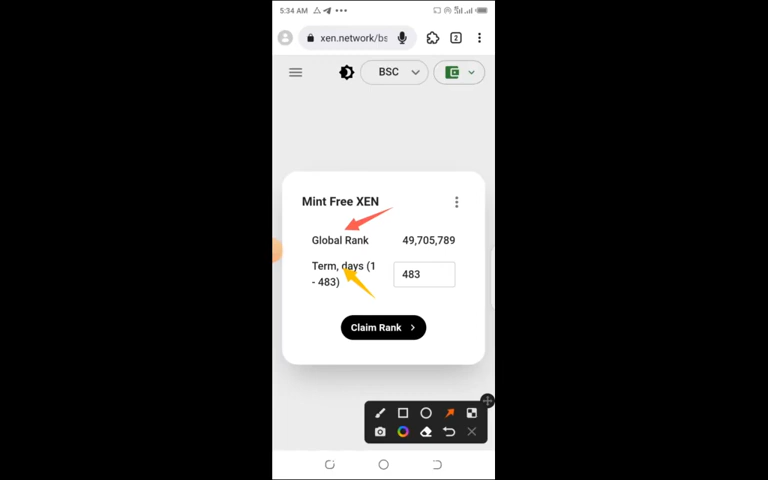 5:34 AM
xen.network/bs
2
BSC
Mint Free XEN
Global Rank 49,705,789
Term, days (1
- 483)
483
Claim Rank